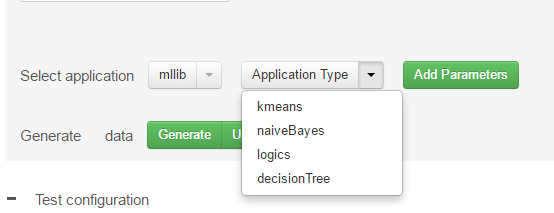 Select application mllib Application Type Add Parameters
kmeans
naiveBayes
logics
decisionTree
Generate data Generate
Test configuration